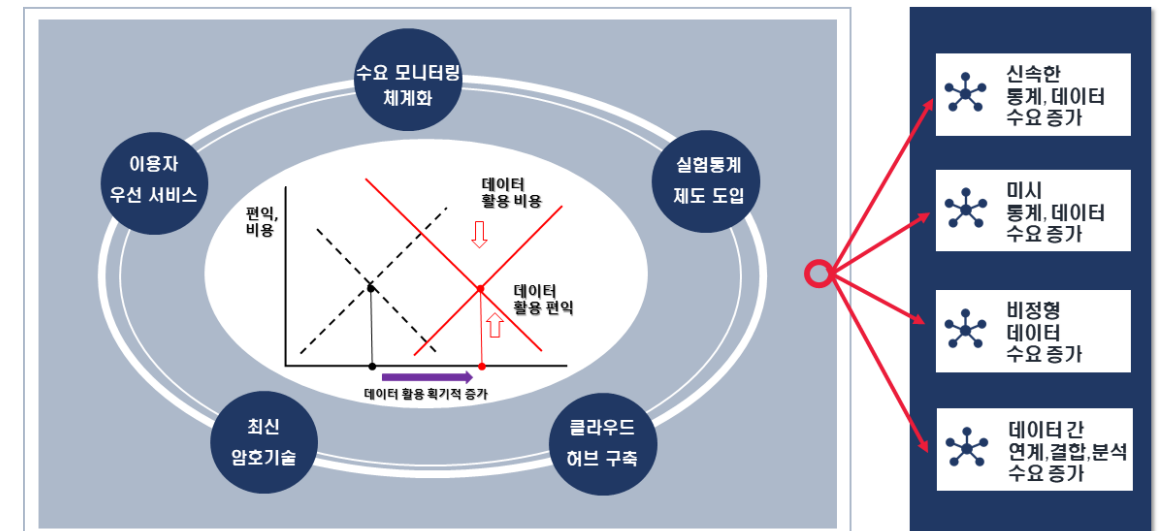 수요 모니터링
체계화
이용자
우선 서비스
실험통계
제도 도입
편익,
비용
데이터
활용 비용
데이터
활용 편익
데이터 활용 획기적 증가
최신
암호기술
클라우드
허브 구축
신속한
통계, 데이터
수요 증가
미시
통계, 데이터
수요 증가
비정형
데이터
수요 증가
데이터 간
연계,결합,분석
수요 증가